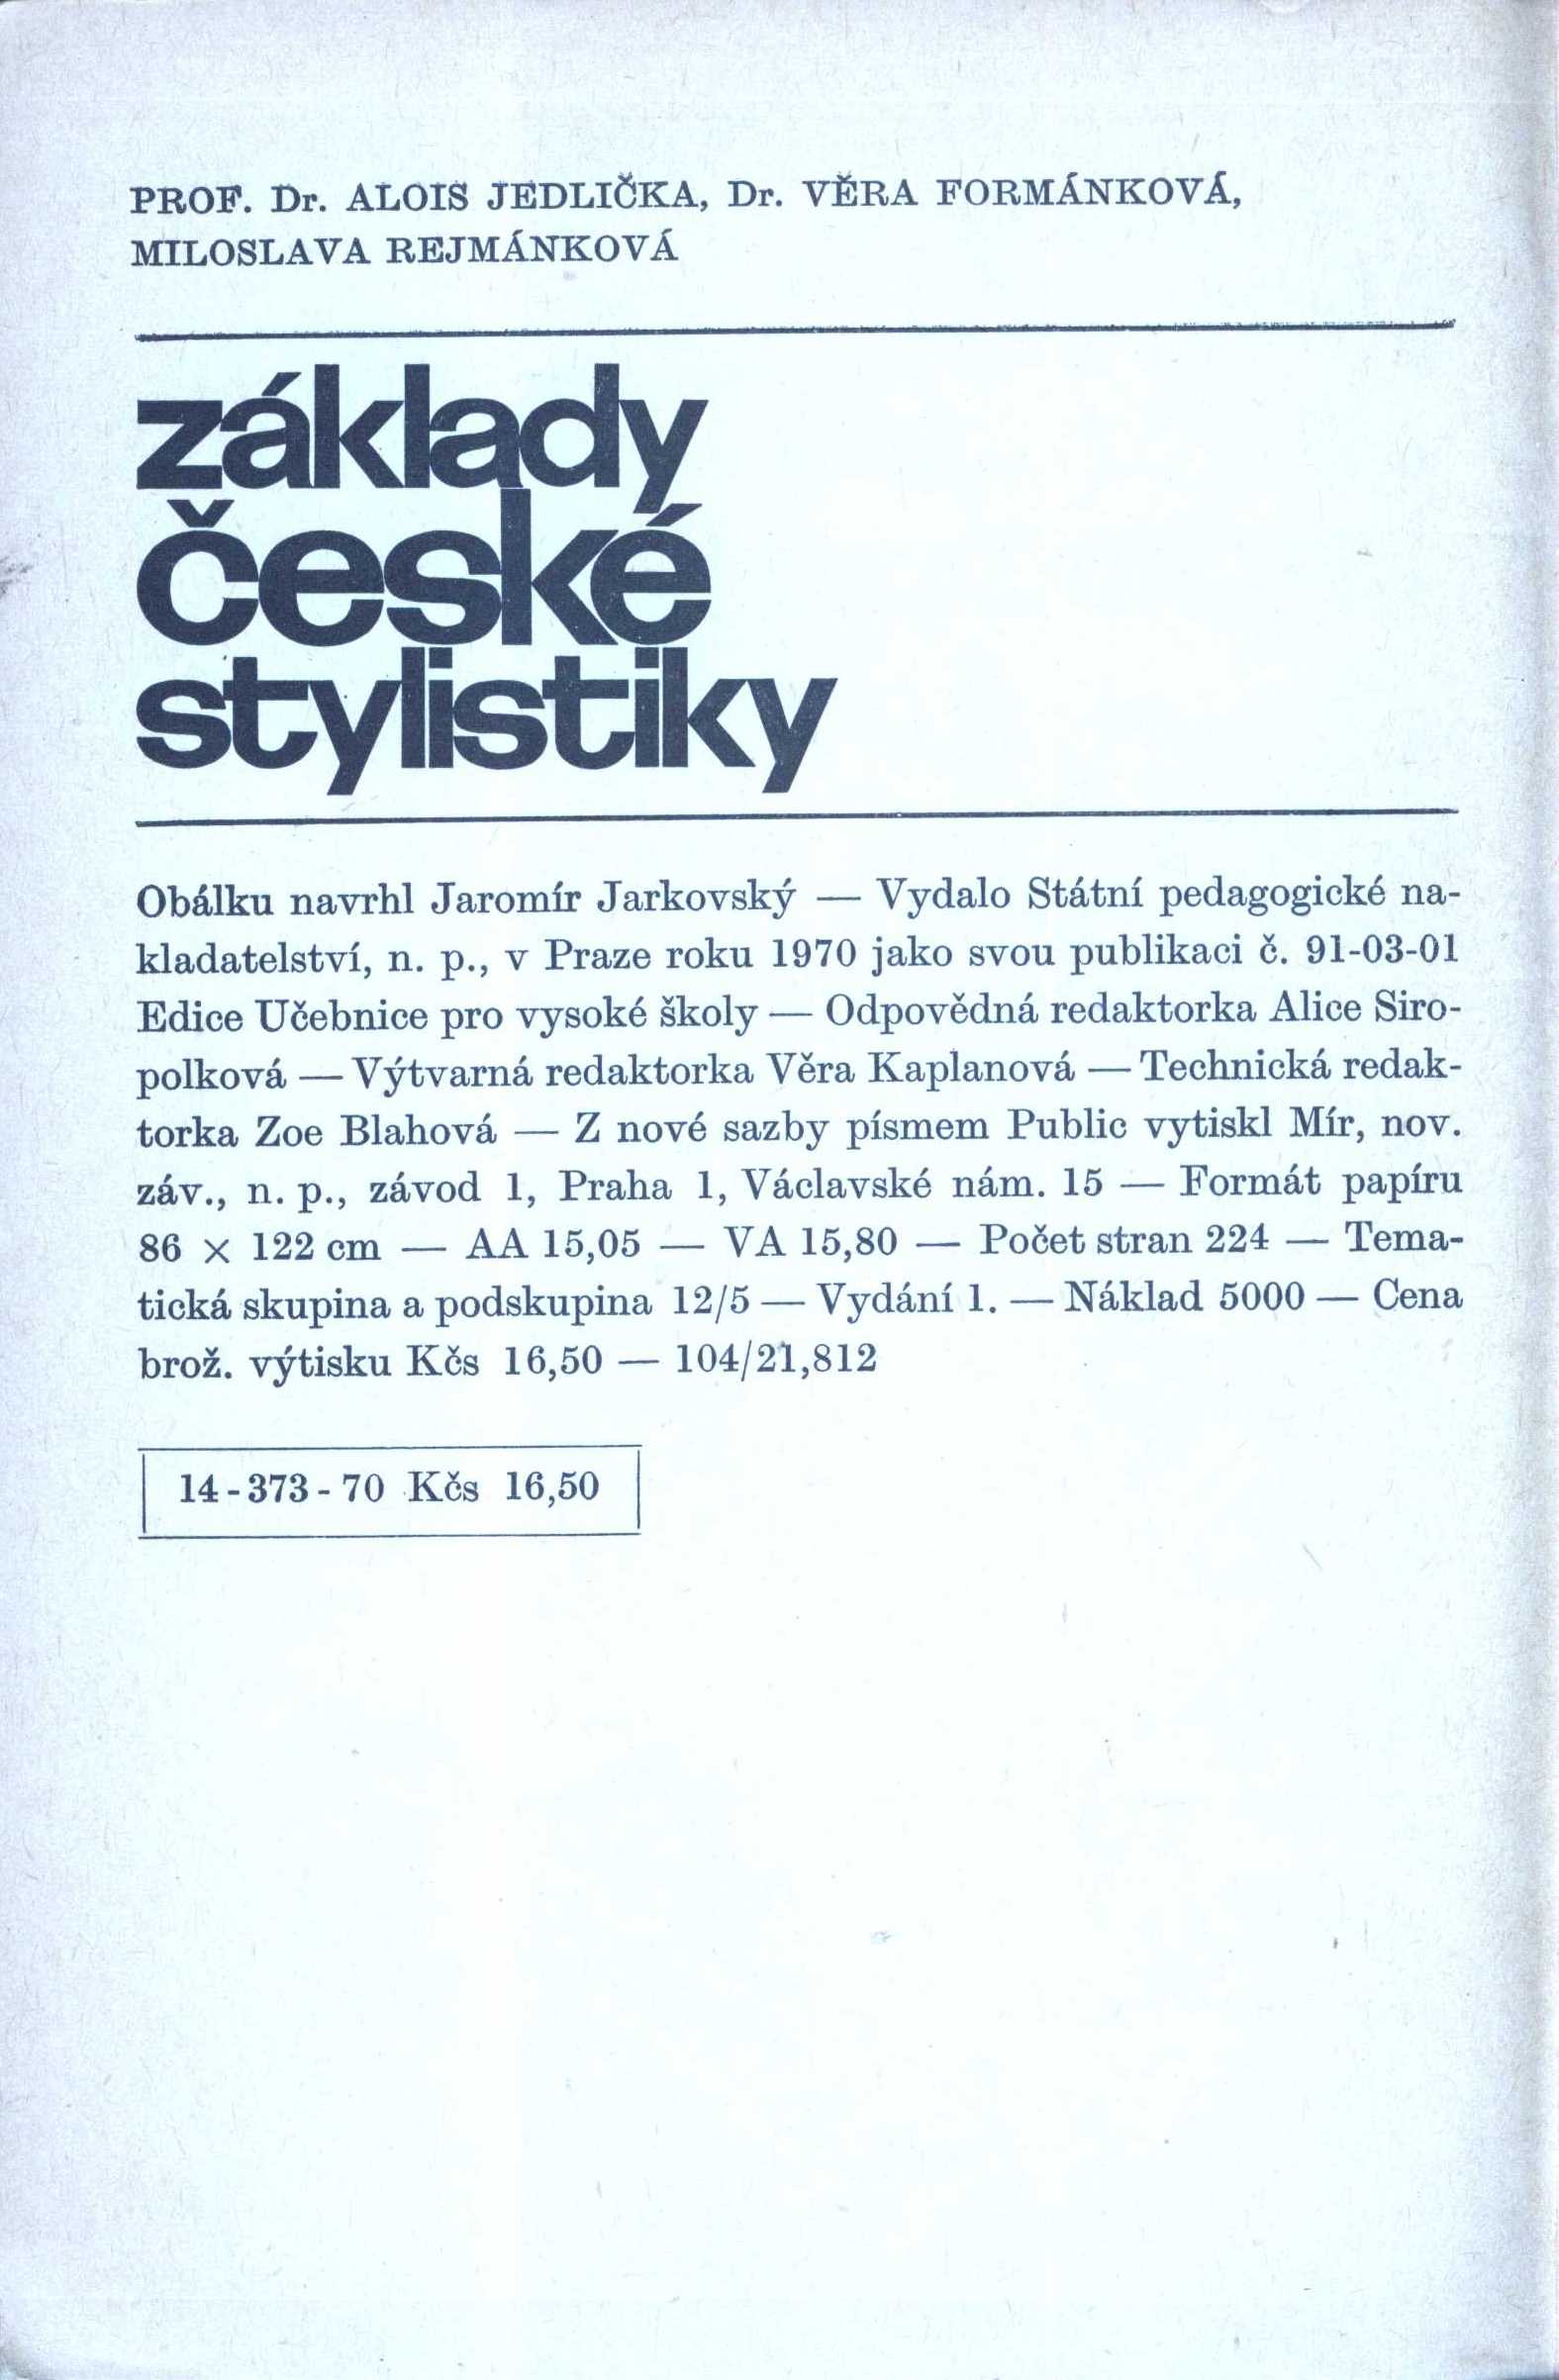 PROF. Dr. ALOIS JEDLIČKA, Dr. VĚRA FORMÁNKOVÁ,
MILOSLAVA REJMÁNKOVÁ
základy
české
stylistiky
Obálku navrhl Jaromír Jarkovský — Vydalo Státní pedagogické na-
kladatelství, n. p., v Praze roku 1970 jako svou publikaci č. 91-03-01
Edice Učebnice pro vysoké školy — Odpovědná redaktorka Alice Siro-
polková — Výtvarná redaktorka Věra Kaplanová — Technická redak-
torka Zoe Blahová — Z nové sazby písmem Public vytiskl Mír, nov.
záv., n. p., závod 1, Praha 1, Václavské nám. 15 — Formát papíru
86 × 122 cm — AA 15,05 — VA 15,80 — Počet stran 224 — Tema-
tická skupina a podskupina 12/5 — Vydání 1. — Náklad 5000 — Cena
brož. výtisku Kčs 16,50 — 104/21,812
14-373-70 Kčs 16,50